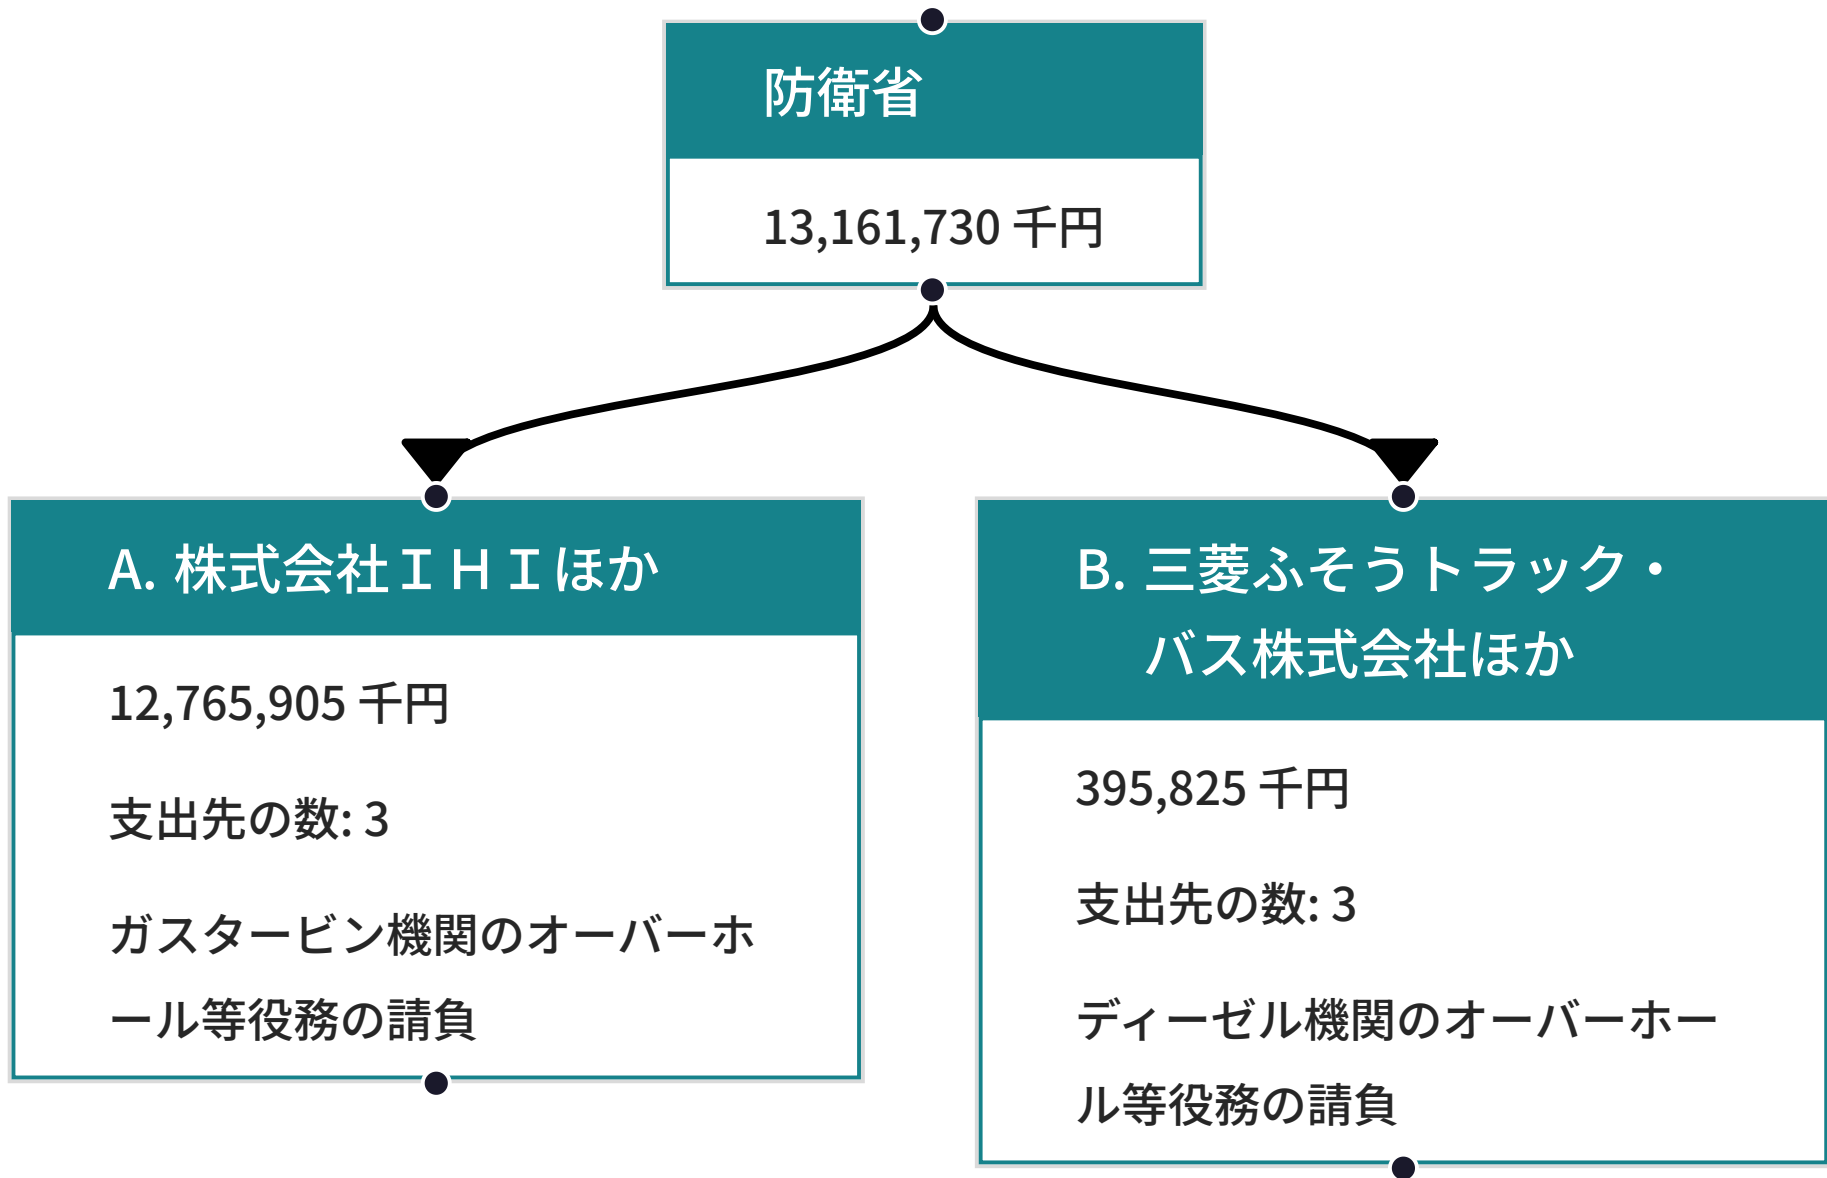 防衛省
13,161,730 千円
A. 株式会社ＩＨＩほか
12,765,905 千円
支出先の数: 3
ガスタービン機関のオーバーホ
ール等役務の請負
B. 三菱ふそうトラック・
バス株式会社ほか
395,825 千円
支出先の数: 3
ディーゼル機関のオーバーホー
ル等役務の請負